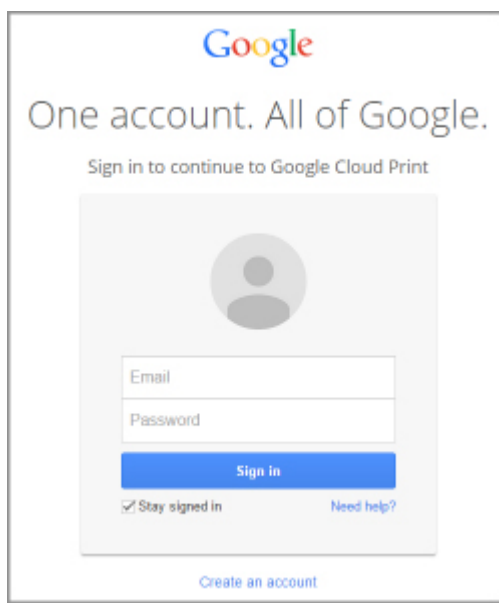 Google
One account. All of Google.
Sign in to continue to Google Cloud Print
Email
Password
Sign in
Stay signed in Need help?
Create an account